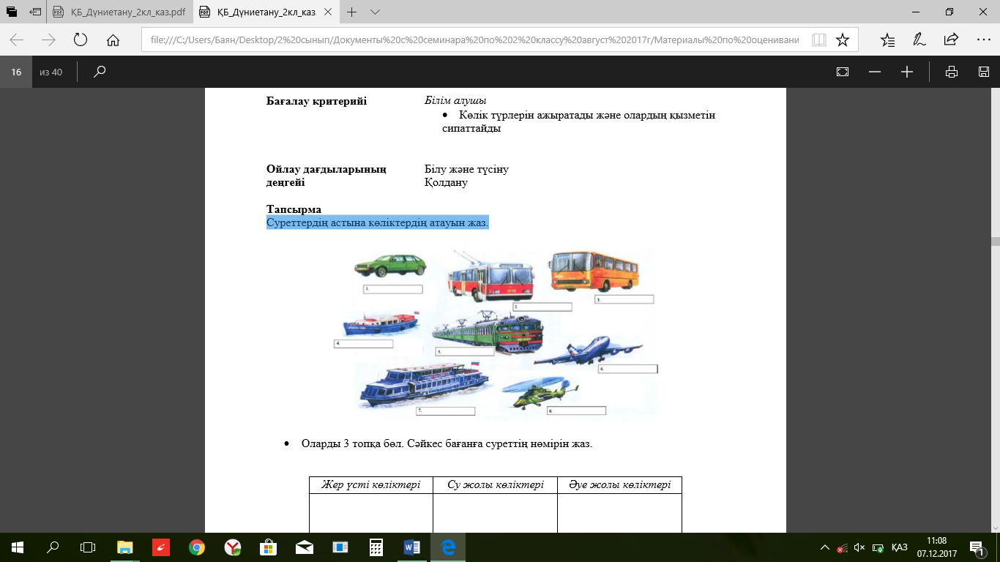 ҚБ_Дүниетану_2кл_каз.pdf
ҚБ_Дүниетану_2кл_каз.
file:///C:/Users/Баян/Desktop/2%20сынып/Документы%20с%20семинара%20по%202%20классу%20август%202017г/Материалы%20по%20оценивани
16 из 40
Бағалау критерийі
Білім алушы
• Көлік түрлерін ажыратады және олардың қызметін
сипаттайды
Ойлау дағдыларының
деңгейі
Білу және түсіну
Қолдану
Тапсырма
Суреттердің астына көліктердің атауын жаз.
1.
2.
3.
4.
5.
6.
7.
8.
• Оларды 3 топқа бөл. Сәйкес бағанға суреттің нөмірін жаз.
Жер үсті көліктері Су жолы көліктері Әуе жолы көліктері
ҚАЗ
11:08
07.12.2017
1